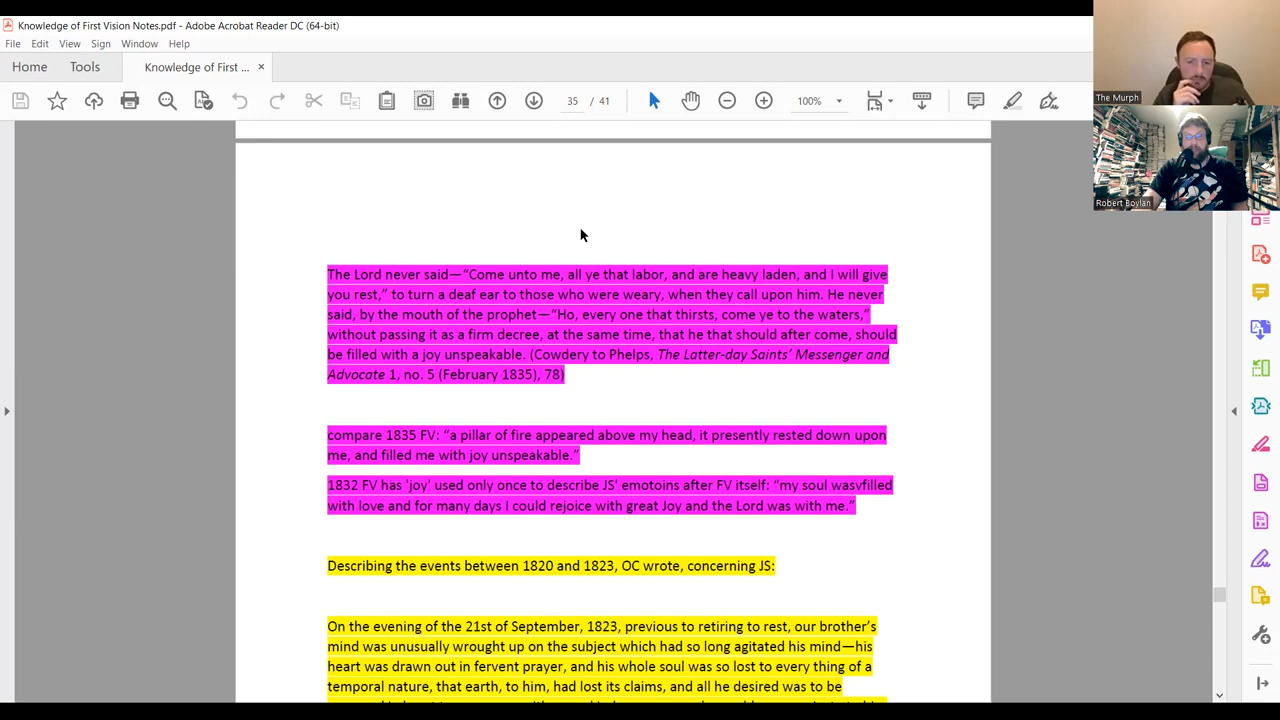 Knowledge of First Vision Notes.pdf - Adobe Acrobat Reader DC (64-bit)
File Edit View Sign Window Help
Home Tools Knowledge of First ... ×
35 / 41 100%
The Murph
Robert Boylan
The Lord never said—“Come unto me, all ye that labor, and are heavy laden, and I will give
you rest,” to turn a deaf ear to those who were weary, when they call upon him. He never
said, by the mouth of the prophet—“Ho, every one that thirsts, come ye to the waters,”
without passing it as a firm decree, at the same time, that he that should after come, should
be filled with a joy unspeakable. (Cowdery to Phelps, The Latter-day Saints’ Messenger and
Advocate 1, no. 5 (February 1835), 78)
compare 1835 FV: “a pillar of fire appeared above my head, it presently rested down upon
me, and filled me with joy unspeakable.”
1832 FV has 'joy' used only once to describe JS' emotoins after FV itself: “my soul wasvfilled
with love and for many days I could rejoice with great Joy and the Lord was with me.”
Describing the events between 1820 and 1823, OC wrote, concerning JS:
On the evening of the 21st of September, 1823, previous to retiring to rest, our brother’s
mind was unusually wrought up on the subject which had so long agitated his mind—his
heart was drawn out in fervent prayer, and his whole soul was so lost to every thing of a
temporal nature, that earth, to him, had lost its claims, and all he desired was to be